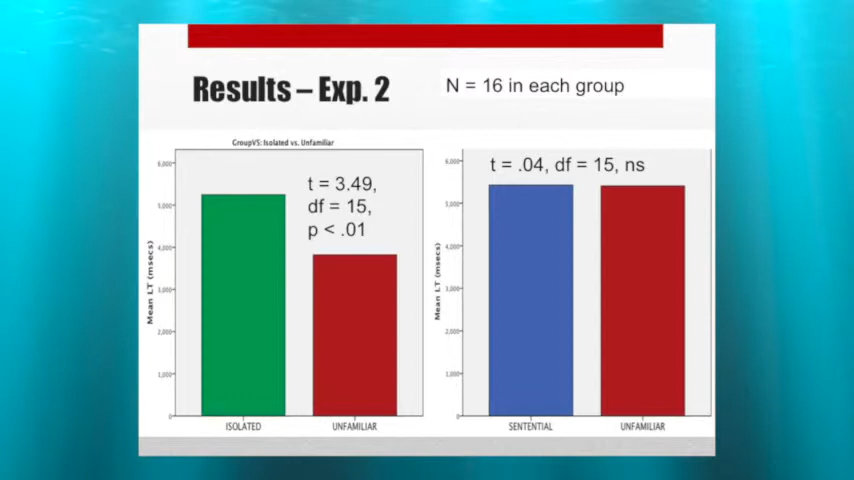 Results – Exp. 2
N = 16 in each group
GroupVS: Isolated vs. Unfamiliar
t = 3.49,
df = 15,
p < .01
Mean LT (msecs)
6,000
5,000
4,000
3,000
2,000
1,000
0
ISOLATED
UNFAMILIAR
t = .04, df = 15, ns
Mean LT (msecs)
6,000
5,000
4,000
3,000
2,000
1,000
0
SENTENTIAL
UNFAMILIAR